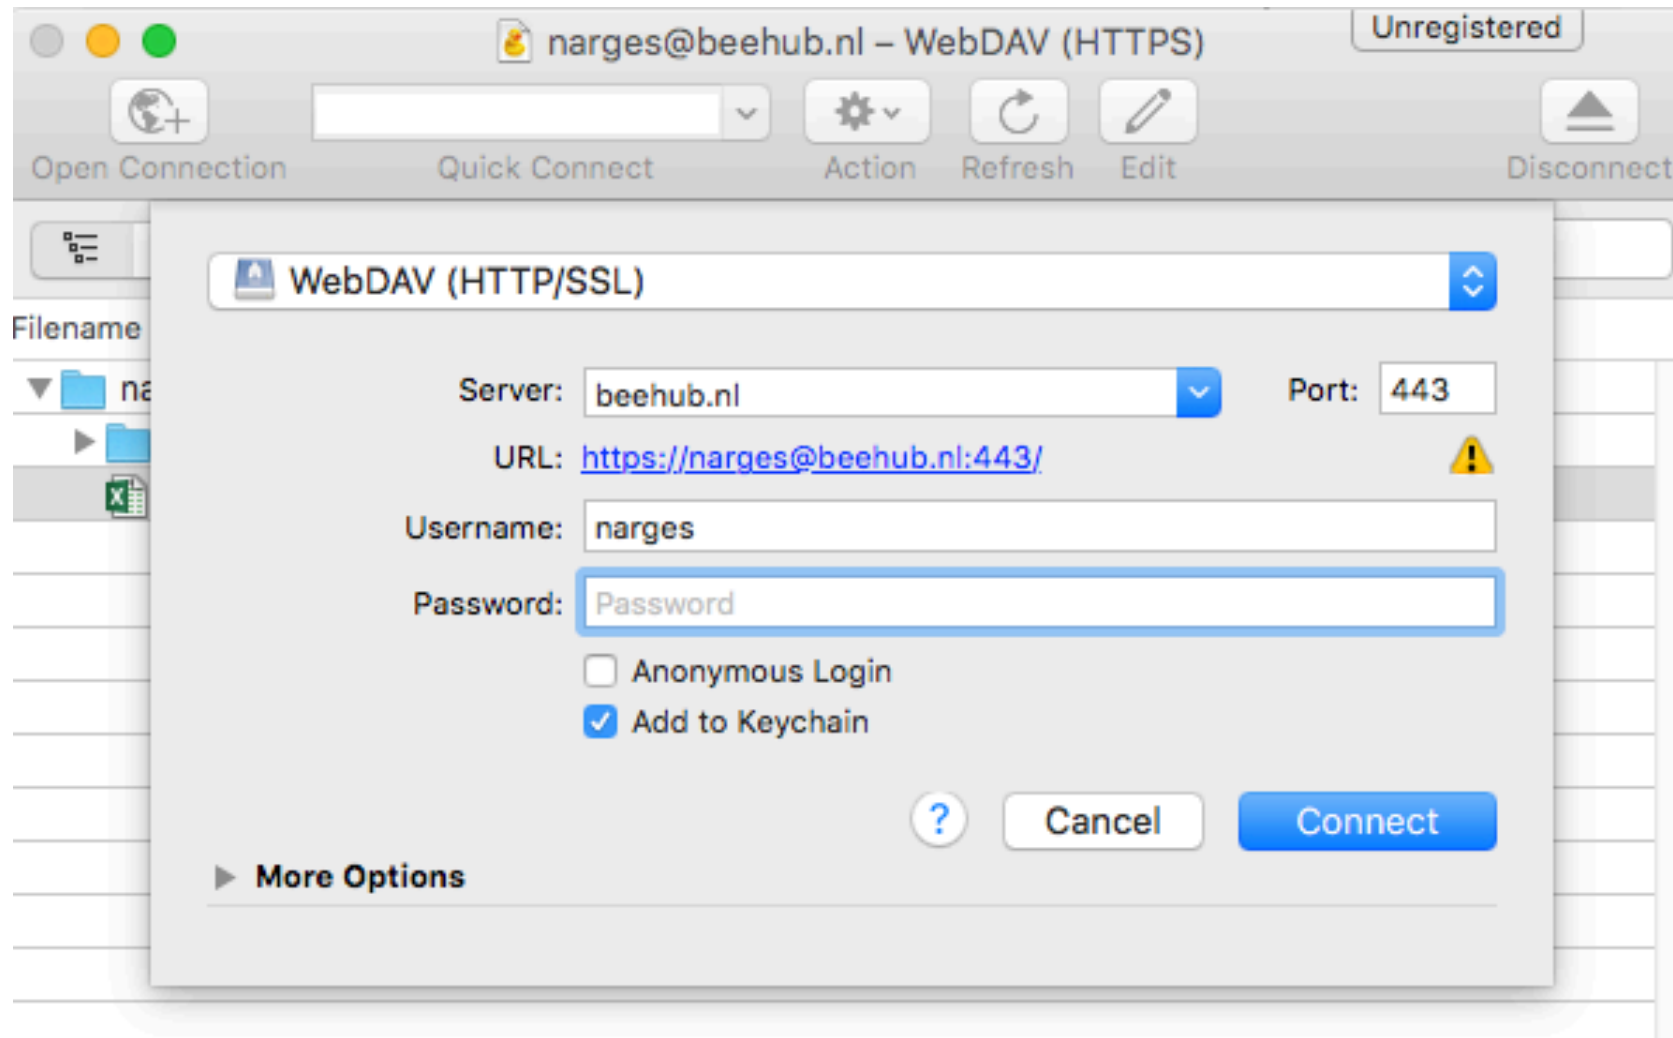 narges@beehub.nl – WebDAV (HTTPS)
Unregistered
Open Connection
Quick Connect
Action
Refresh
Edit
Disconnect
WebDAV (HTTP/SSL)
Filename
na
Server: beehub.nl Port: 443
URL: https://narges@beehub.nl:443/
Username: narges
Password: Password
Anonymous Login
Add to Keychain
? Cancel Connect
More Options